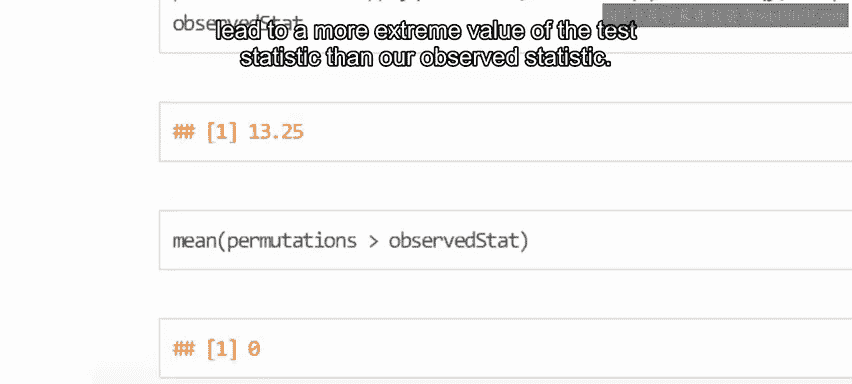 observedStat
lead to a more extreme value of the test
statistic than our observed statistic.
## [1] 13.25
mean(permutations > observedStat)
## [1] 0